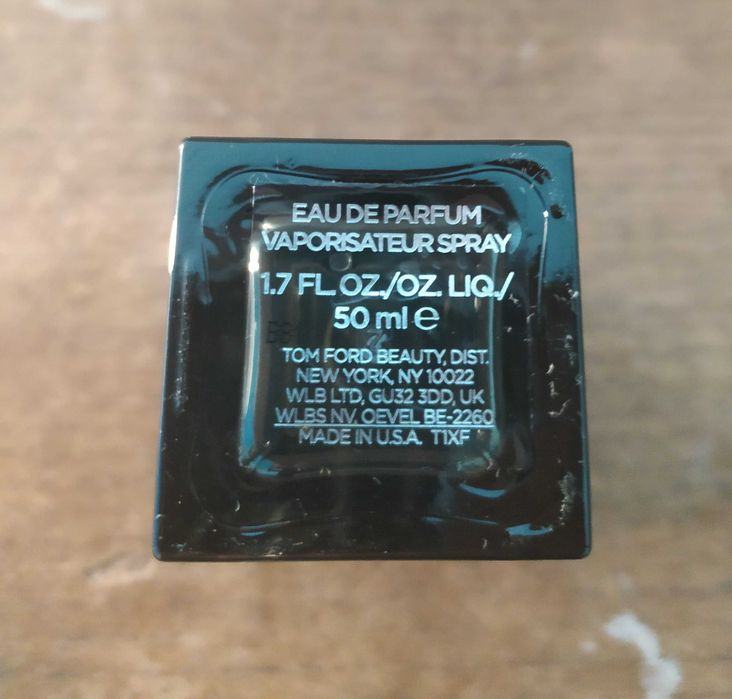 EAU DE PARFUM
VAPORISATEUR SPRAY
1.7 FL. OZ./OZ. LIQ./
50 ml ℮
TOM FORD BEAUTY, DIST.
NEW YORK, NY 10022
WLB LTD, GU32 3DD, UK
WLBS NV, OEVEL BE-2260
MADE IN U.S.A. T1XF